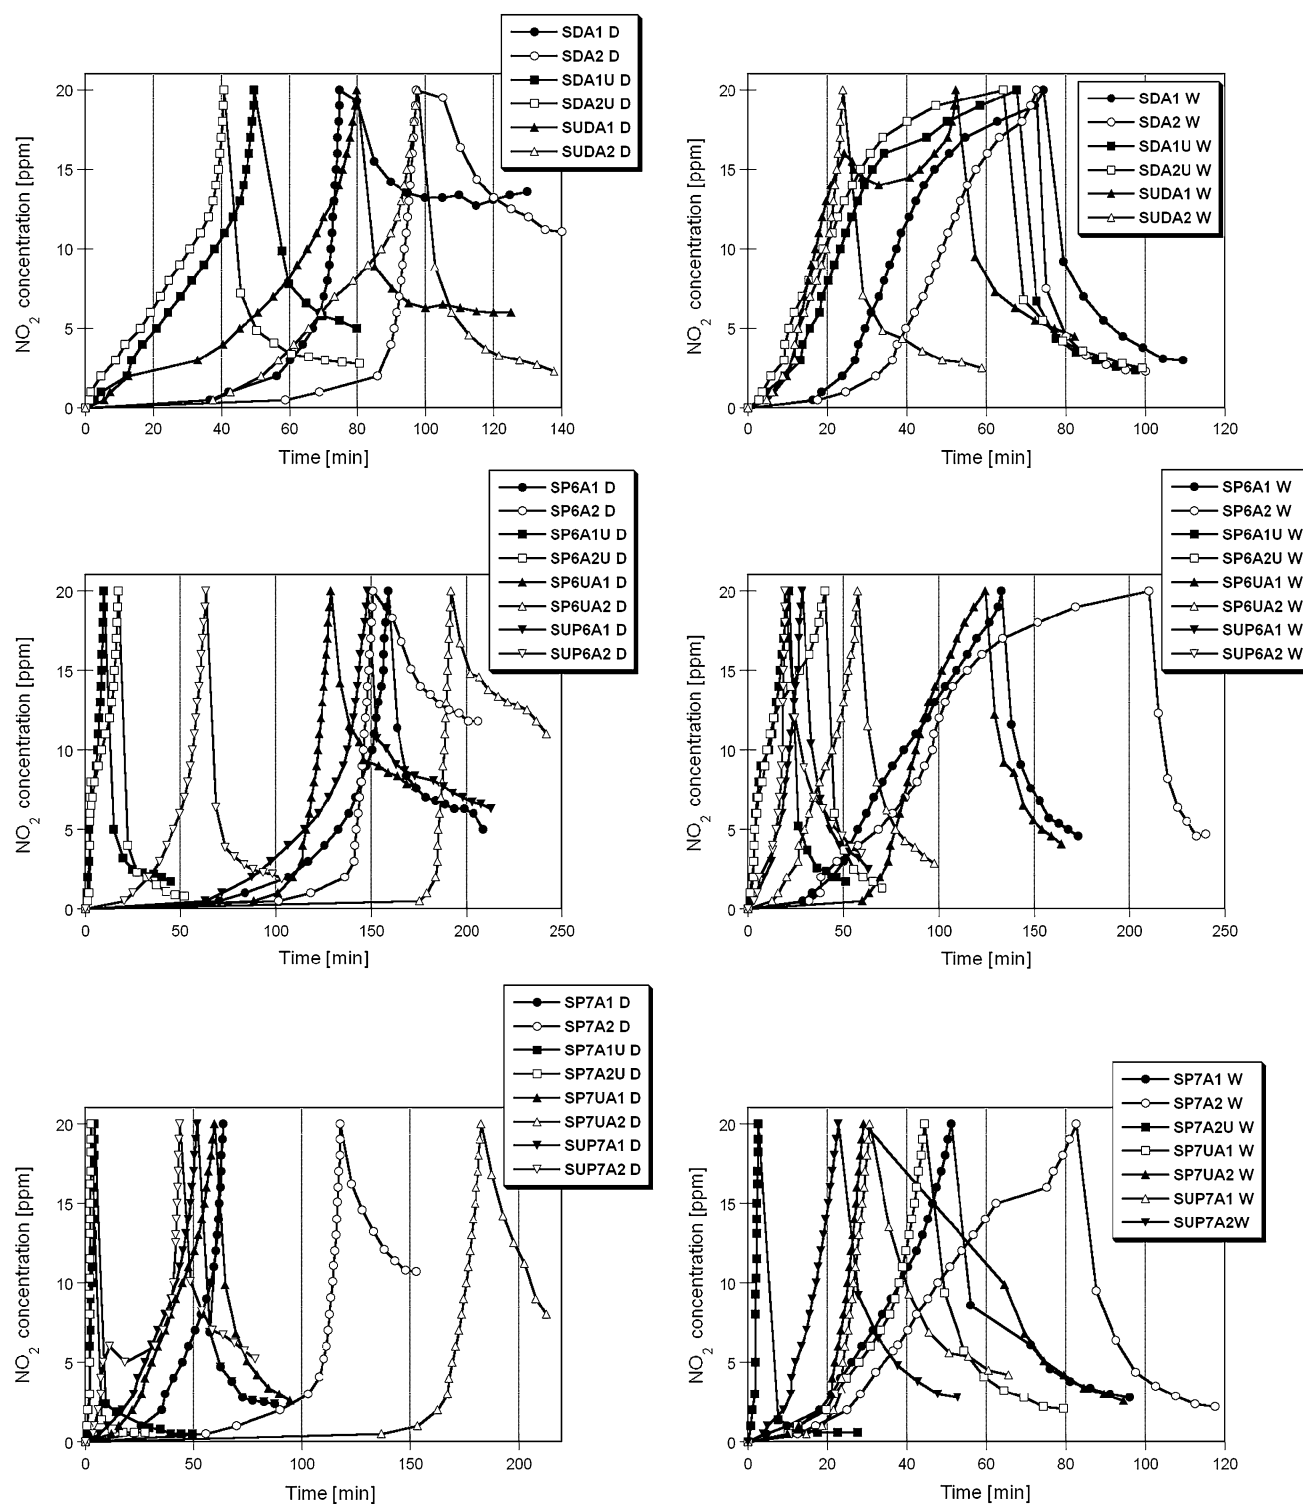 SDA1 D
SDA2 D
SDA1U D
SDA2U D
SUDA1 D
SUDA2 D
20
15
10
5
0
NO2 concentration [ppm]
0 20 40 60 80 100 120 140
Time [min]
SDA1 W
SDA2 W
SDA1U W
SDA2U W
SUDA1 W
SUDA2 W
20
15
10
5
0
NO2 concentration [ppm]
0 20 40 60 80 100 120
Time [min]
SP6A1 D
SP6A2 D
SP6A1U D
SP6A2U D
SP6UA1 D
SP6UA2 D
SUP6A1 D
SUP6A2 D
20
15
10
5
0
NO2 concentration [ppm]
0 50 100 150 200 250
Time [min]
SP6A1 W
SP6A2 W
SP6A1U W
SP6A2U W
SP6UA1 W
SP6UA2 W
SUP6A1 W
SUP6A2 W
20
15
10
5
0
NO2 concentration [ppm]
0 50 100 150 200 250
Time [min]
SP7A1 D
SP7A2 D
SP7A1U D
SP7A2U D
SP7UA1 D
SP7UA2 D
SUP7A1 D
SUP7A2 D
20
15
10
5
0
NO2 concentration [ppm]
0 50 100 150 200
Time [min]
SP7A1 W
SP7A2 W
SP7A2U W
SP7UA1 W
SP7UA2 W
SUP7A1 W
SUP7A2W
20
15
10
5
0
NO2 concentration [ppm]
0 20 40 60 80 100 120
Time [min]